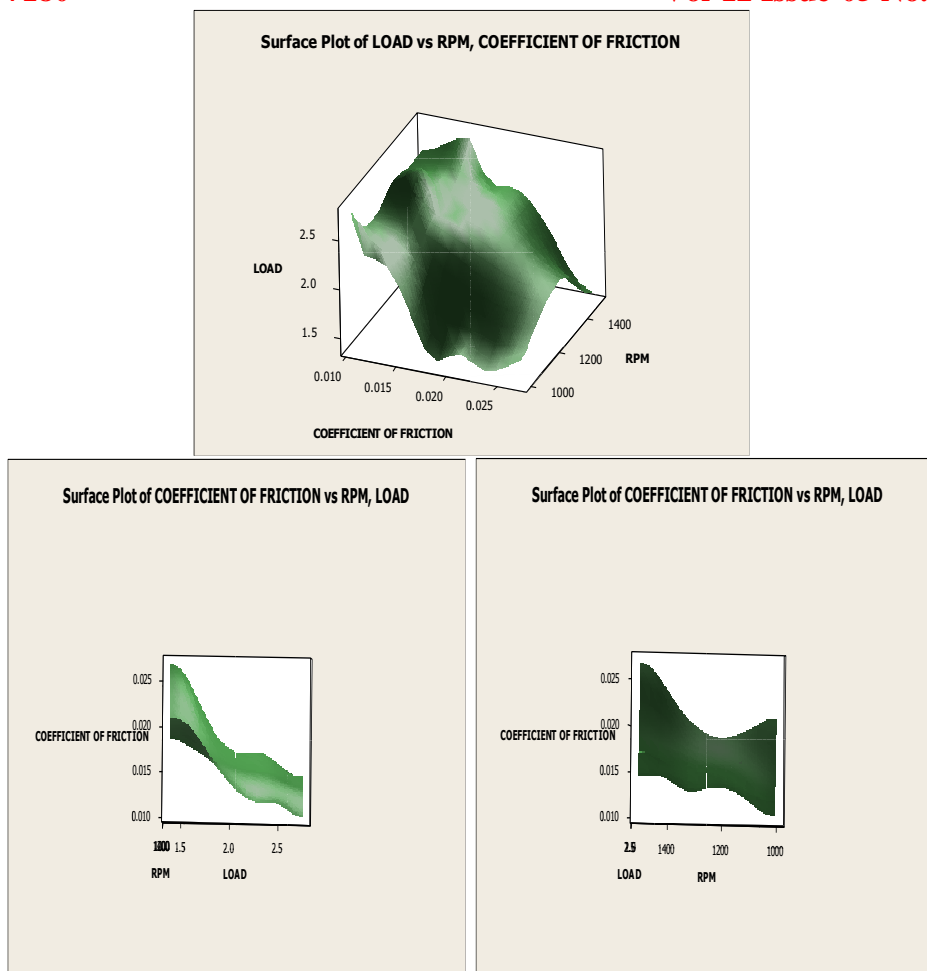 Surface Plot of LOAD vs RPM, COEFFICIENT OF FRICTION
2.5
LOAD
2.0
1.5
1400
1200
RPM
1000
0.010
0.015
0.020
0.025
COEFFICIENT OF FRICTION
Surface Plot of COEFFICIENT OF FRICTION vs RPM, LOAD
0.025
0.020
COEFFICIENT OF FRICTION
0.015
0.010
1.5 2.0 2.5
RPM LOAD
Surface Plot of COEFFICIENT OF FRICTION vs RPM, LOAD
0.025
0.020
COEFFICIENT OF FRICTION
0.015
0.010
1400 1200 1000
LOAD RPM